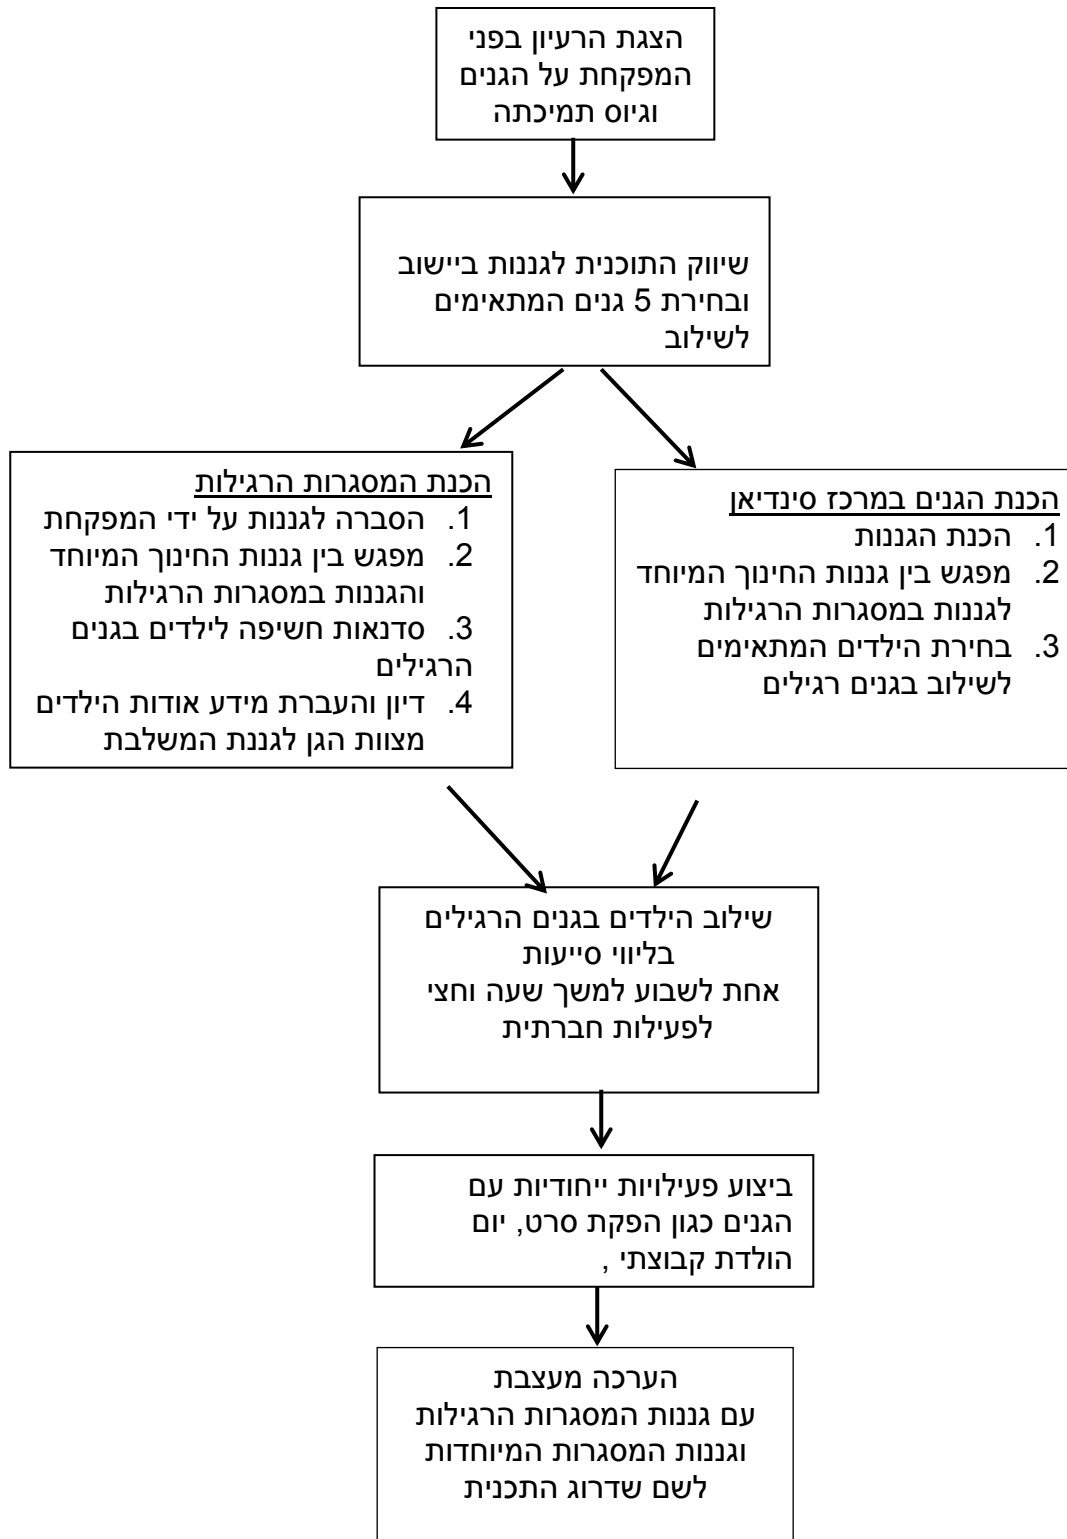 הצגת הרעיון בפני
המפקחת על הגנים
וגיוס תמיכתה
שיווק התוכנית לגננות ביישוב
ובחירת 5 גנים המתאימים
לשילוב
הכנת הגנים במרכז סינדיאן
1. הכנת הגננות
2. מפגש בין גננות החינוך המיוחד
לגננות במסגרות הרגילות
3. בחירת הילדים המתאימים
לשילוב בגנים רגילים
הכנת המסגרות הרגילות
1. הסברה לגננות על ידי המפקחת
2. מפגש בין גננות החינוך המיוחד
והגננות במסגרות הרגילות
3. סדנאות חשיפה לילדים בגנים
הרגילים
4. דיון והעברת מידע אודות הילדים
מצוות הגן לגננת המשלבת
שילוב הילדים בגנים הרגילים
בליווי סייעות
אחת לשבוע למשך שעה וחצי
לפעילות חברתית
ביצוע פעילויות ייחודיות עם
הגנים כגון הפקת סרט, יום
הולדת קבוצתי ,
הערכה מעצבת
עם גננות המסגרות הרגילות
וגננות המסגרות המיוחדות
לשם שדרוג התכנית